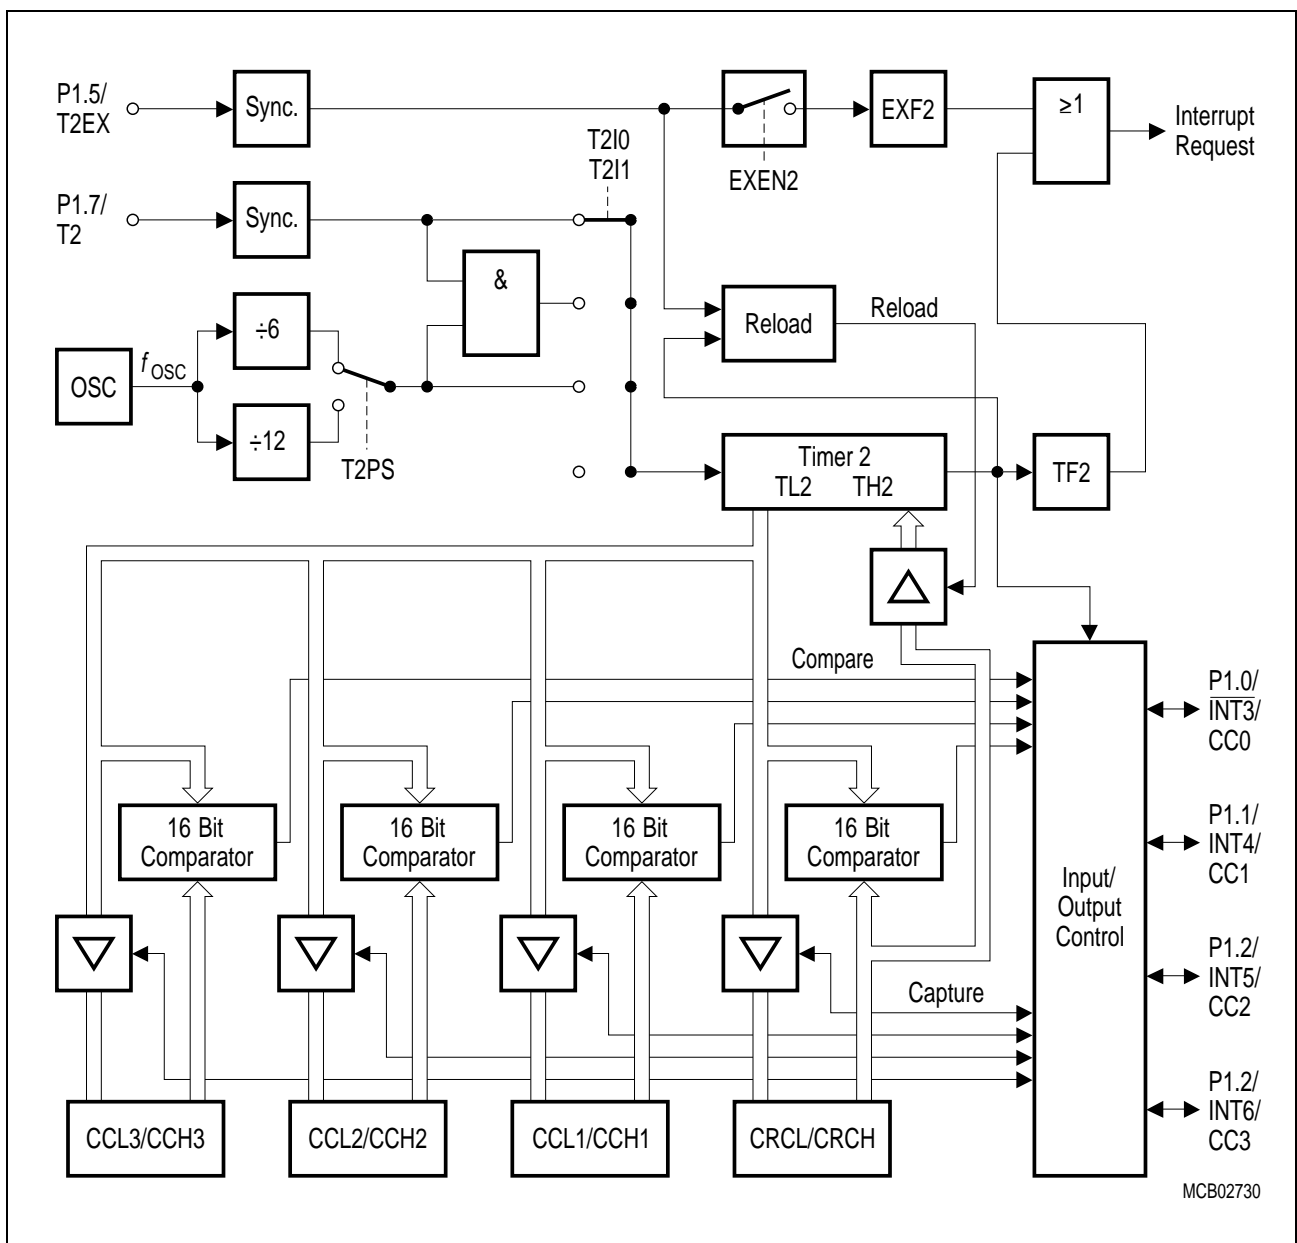 P1.5/
T2EX
Sync.
EXF2
≥1
Interrupt
Request
T2I0
T2I1
EXEN2
P1.7/
T2
Sync.
&
÷6
Reload
Reload
OSC
f OSC
÷12
T2PS
Timer 2
TL2 TH2
TF2
Compare
P1.0/
INT3/
CC0
16 Bit
Comparator
16 Bit
Comparator
16 Bit
Comparator
16 Bit
Comparator
P1.1/
INT4/
CC1
Input/
Output
Control
P1.2/
INT5/
CC2
Capture
P1.2/
INT6/
CC3
CCL3/CCH3
CCL2/CCH2
CCL1/CCH1
CRCL/CRCH
MCB02730